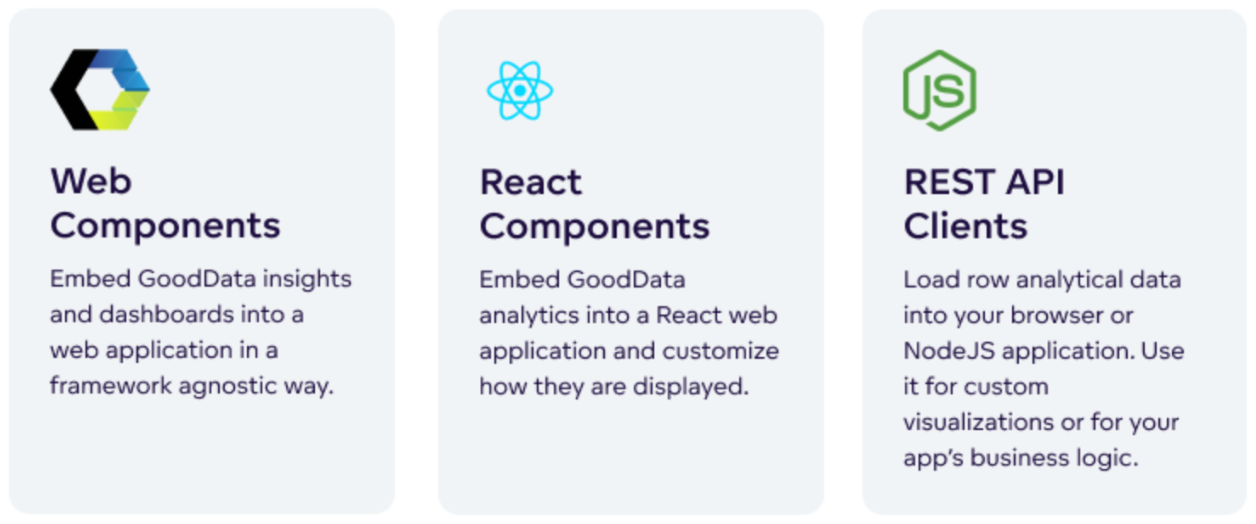 Web
Components
Embed GoodData insights
and dashboards into a
web application in a
framework agnostic way.
React
Components
Embed GoodData
analytics into a React web
application and customize
how they are displayed.
JS
REST API
Clients
Load row analytical data
into your browser or
NodeJS application. Use
it for custom
visualizations or for your
app's business logic.